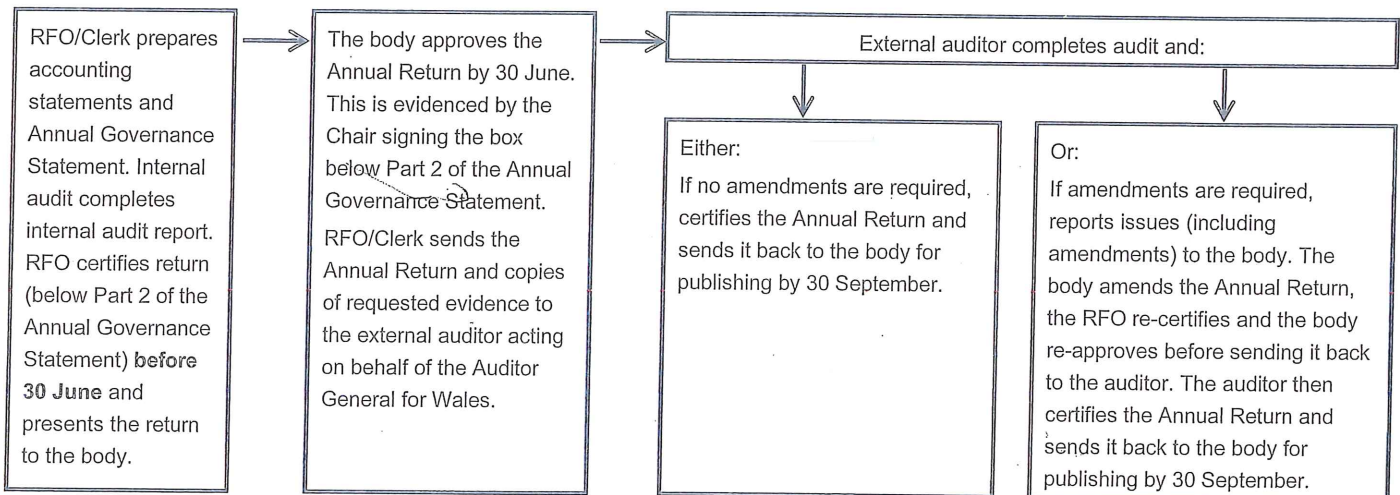 RFO/Clerk prepares
accounting
statements and
Annual Governance
Statement. Internal
audit completes
internal audit report.
RFO certifies return
(below Part 2 of the
Annual Governance
Statement) before
30 June and
presents the return
to the body.
The body approves the
Annual Return by 30 June.
This is evidenced by the
Chair signing the box
below Part 2 of the Annual
Governance Statement.
RFO/Clerk sends the
Annual Return and copies
of requested evidence to
the external auditor acting
on behalf of the Auditor
General for Wales.
External auditor completes audit and:
Either:
If no amendments are required,
certifies the Annual Return and
sends it back to the body for
publishing by 30 September.
Or:
If amendments are required,
reports issues (including
amendments) to the body. The
body amends the Annual Return,
the RFO re-certifies and the body
re-approves before sending it back
to the auditor. The auditor then
certifies the Annual Return and
sends it back to the body for
publishing by 30 September.